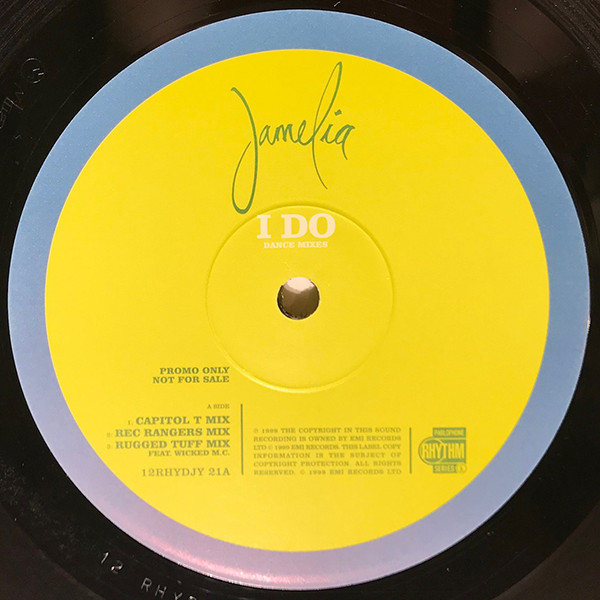 Jamelia
I DO
DANCE MIXES
PROMO ONLY
NOT FOR SALE
A SIDE
1. CAPITOL T MIX
2. REC RANGERS MIX
3. RUGGED TUFF MIX
FEAT. WICKED M.C.
12RHYDJY 21A
℗ 1999 THE COPYRIGHT IN THIS SOUND
RECORDING IS OWNED BY EMI RECORDS
LTD © 1999 EMI RECORDS. THIS LABEL COPY
INFORMATION IS THE SUBJECT OF
COPYRIGHT PROTECTION. ALL RIGHTS
RESERVED. © 1999 EMI RECORDS LTD
PARLOPHONE
RHYTHM
SERIES
12 RHYD